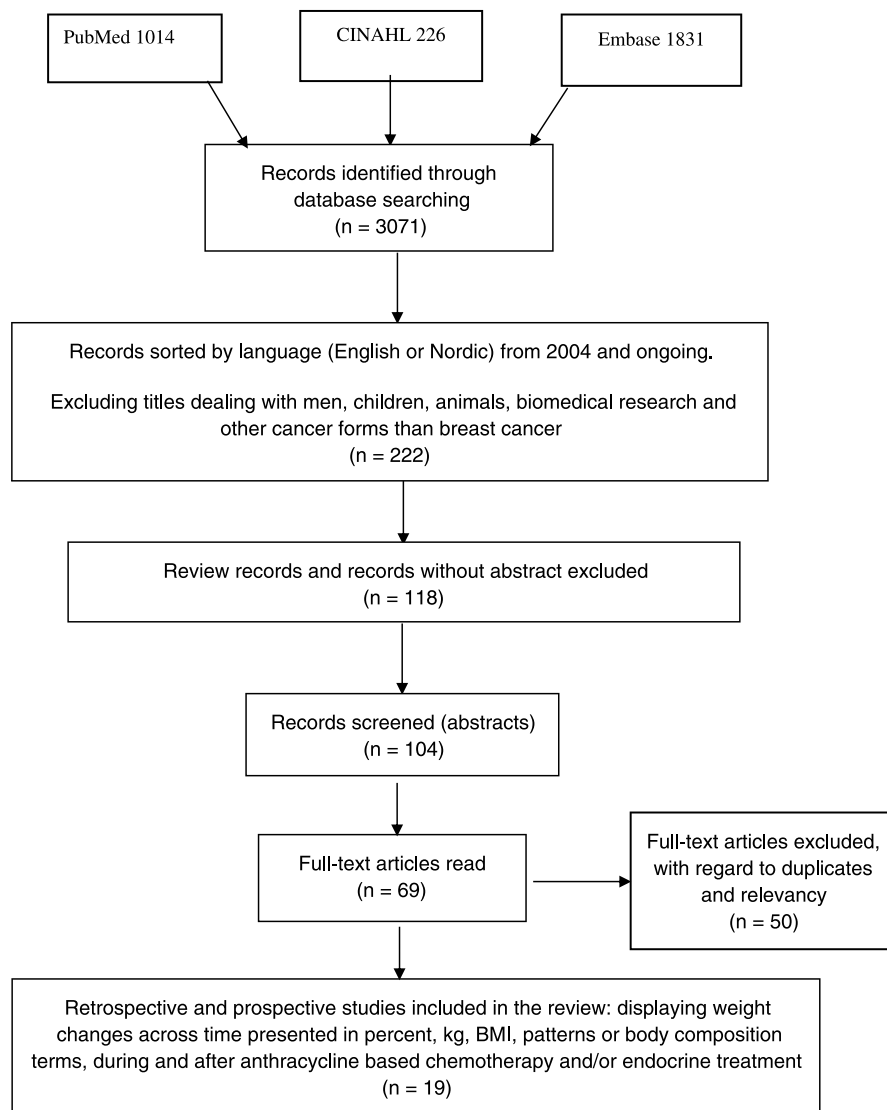 PubMed 1014
CINAHL 226
Embase 1831
Records identified through
database searching
(n = 3071)
Records sorted by language (English or Nordic) from 2004 and ongoing.
Excluding titles dealing with men, children, animals, biomedical research and
other cancer forms than breast cancer
(n = 222)
Review records and records without abstract excluded
(n = 118)
Records screened (abstracts)
(n = 104)
Full-text articles read
(n = 69)
Full-text articles excluded,
with regard to duplicates
and relevancy
(n = 50)
Retrospective and prospective studies included in the review: displaying weight
changes across time presented in percent, kg, BMI, patterns or body composition
terms, during and after anthracycline based chemotherapy and/or endocrine treatment
(n = 19)